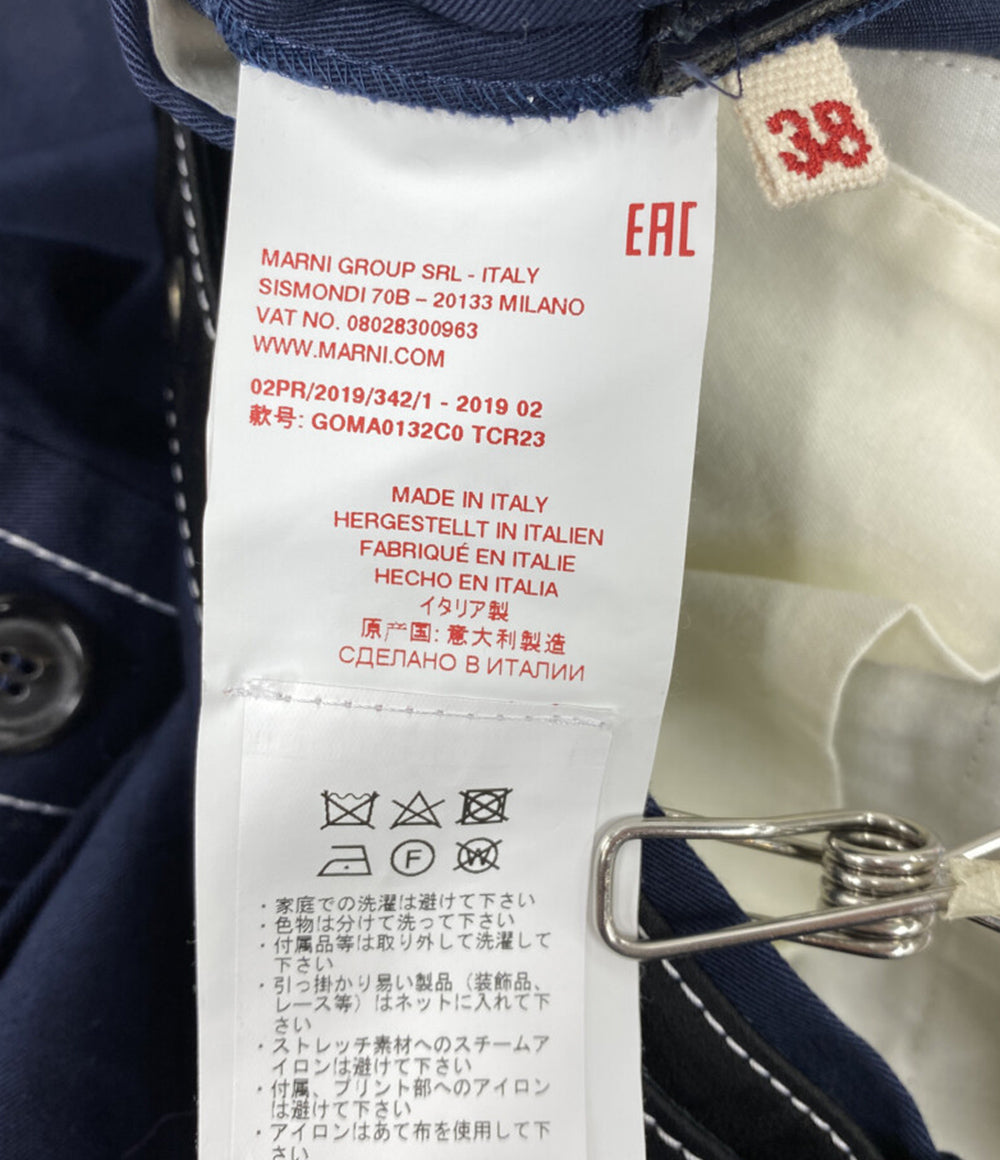 38
EAC
MARNI GROUP SRL - ITALY
SISMONDI 70B – 20133 MILANO
VAT NO. 08028300963
WWW.MARNI.COM
02PR/2019/342/1 - 2019 02
款号: GOMA0132C0 TCR23
MADE IN ITALY
HERGESTELLT IN ITALIEN
FABRIQUÉ EN ITALIE
HECHO EN ITALIA
イタリア製
原产国: 意大利製造
СДЕЛАНО В ИТАЛИИ
F
W
・家庭での洗濯は避けて下さい
・色物は分けて洗って下さい
・付属品等は取り外して洗濯して
下さい
・引っ掛かり易い製品（装飾品、
レース等）はネットに入れて下
さい
・ストレッチ素材へのスチームア
イロンは避けて下さい
・付属、プリント部へのアイロン
は避けて下さい
・アイロンはあて布を使用して下
さい